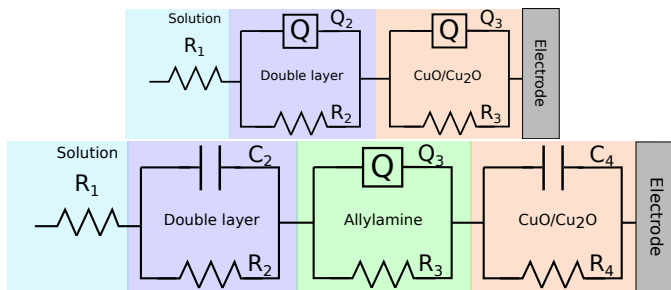 Solution
R1
Q
Q2
Double layer
R2
Q
Q3
CuO/Cu2O
R3
Electrode
Solution
R1
C2
Double layer
R2
Q
Q3
Allylamine
R3
C4
CuO/Cu2O
R4
Electrode